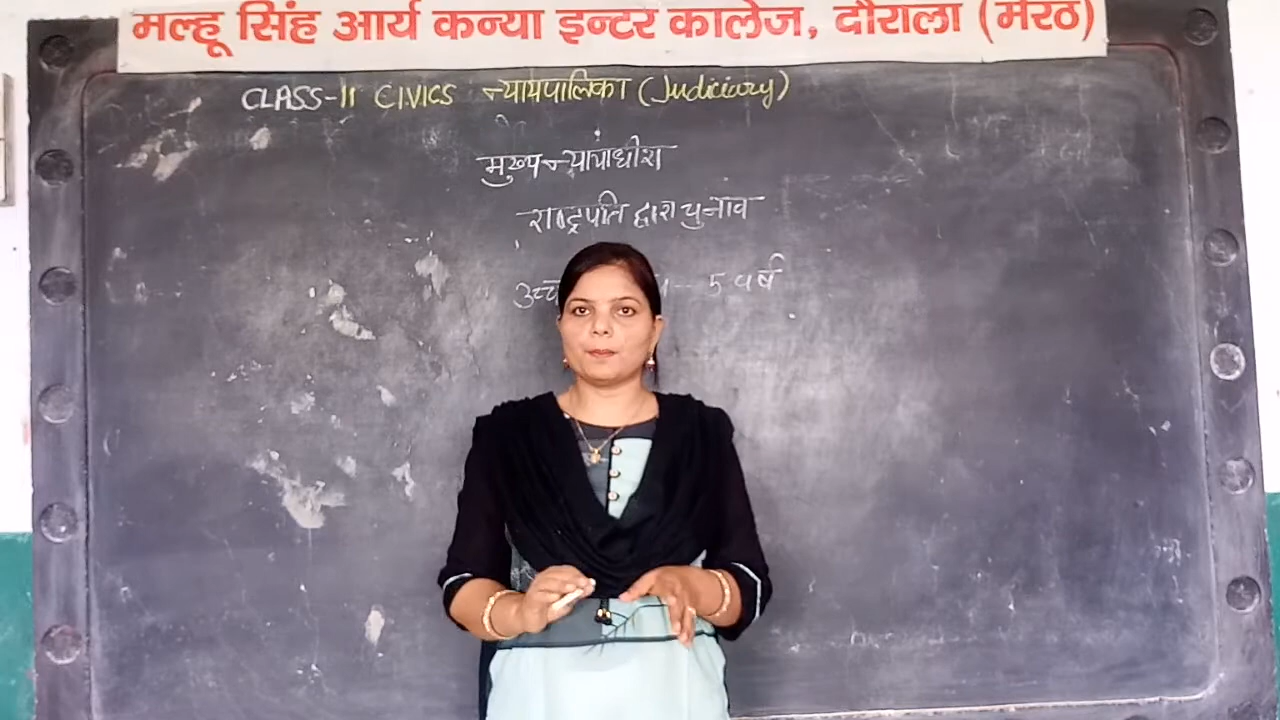 मल्हू सिंह आर्य कन्या इन्टर कालेज, दौराला (मेरठ)
CLASS-11 CIVICS न्यायपालिका (Judiciary)
मुख्य न्यायाधीश
राष्ट्रपति द्वारा चुनाव
5 वर्ष